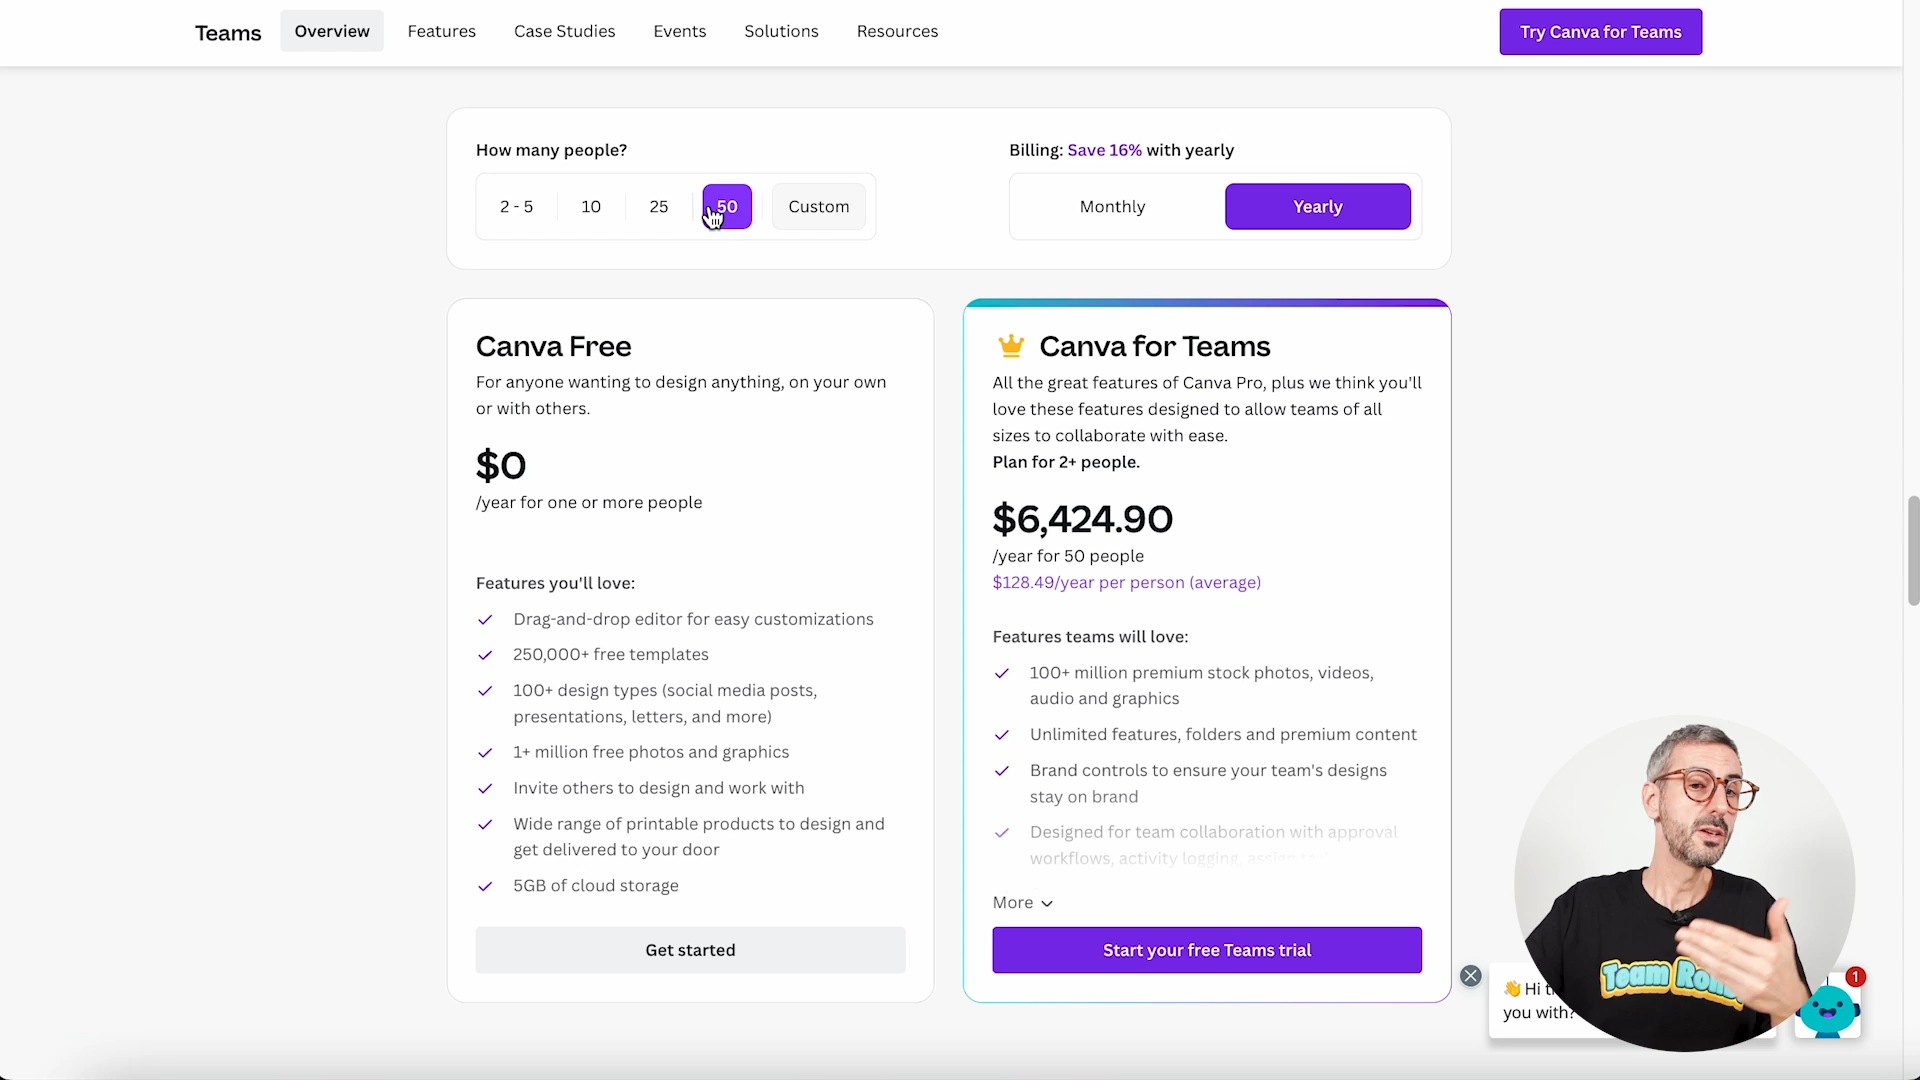 Teams
Overview
Features
Case Studies
Events
Solutions
Resources
Try Canva for Teams
How many people?
2 - 5
10
25
50
Custom
Billing: Save 16% with yearly
Monthly
Yearly
Canva Free
For anyone wanting to design anything, on your own
or with others.
$0
/year for one or more people
Features you'll love:
Drag-and-drop editor for easy customizations
250,000+ free templates
100+ design types (social media posts,
presentations, letters, and more)
1+ million free photos and graphics
Invite others to design and work with
Wide range of printable products to design and
get delivered to your door
5GB of cloud storage
Get started
Canva for Teams
All the great features of Canva Pro, plus we think you'll
love these features designed to allow teams of all
sizes to collaborate with ease.
Plan for 2+ people.
$6,424.90
/year for 50 people
$128.49/year per person (average)
Features teams will love:
100+ million premium stock photos, videos,
audio and graphics
Unlimited features, folders and premium content
Brand controls to ensure your team's designs
stay on brand
Designed for team collaboration with approval
workflows, activity logging,
More
Start your free Teams trial
Hi
you with?
Team
1